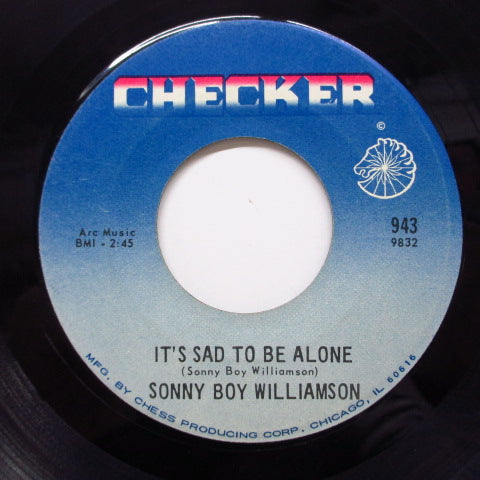 CHECKER
©
Arc Music
BMI - 2:45
943
9832
IT'S SAD TO BE ALONE
(Sonny Boy Williamson)
SONNY BOY WILLIAMSON
MFG. BY CHESS PRODUCING CORP. CHICAGO, IL 60616